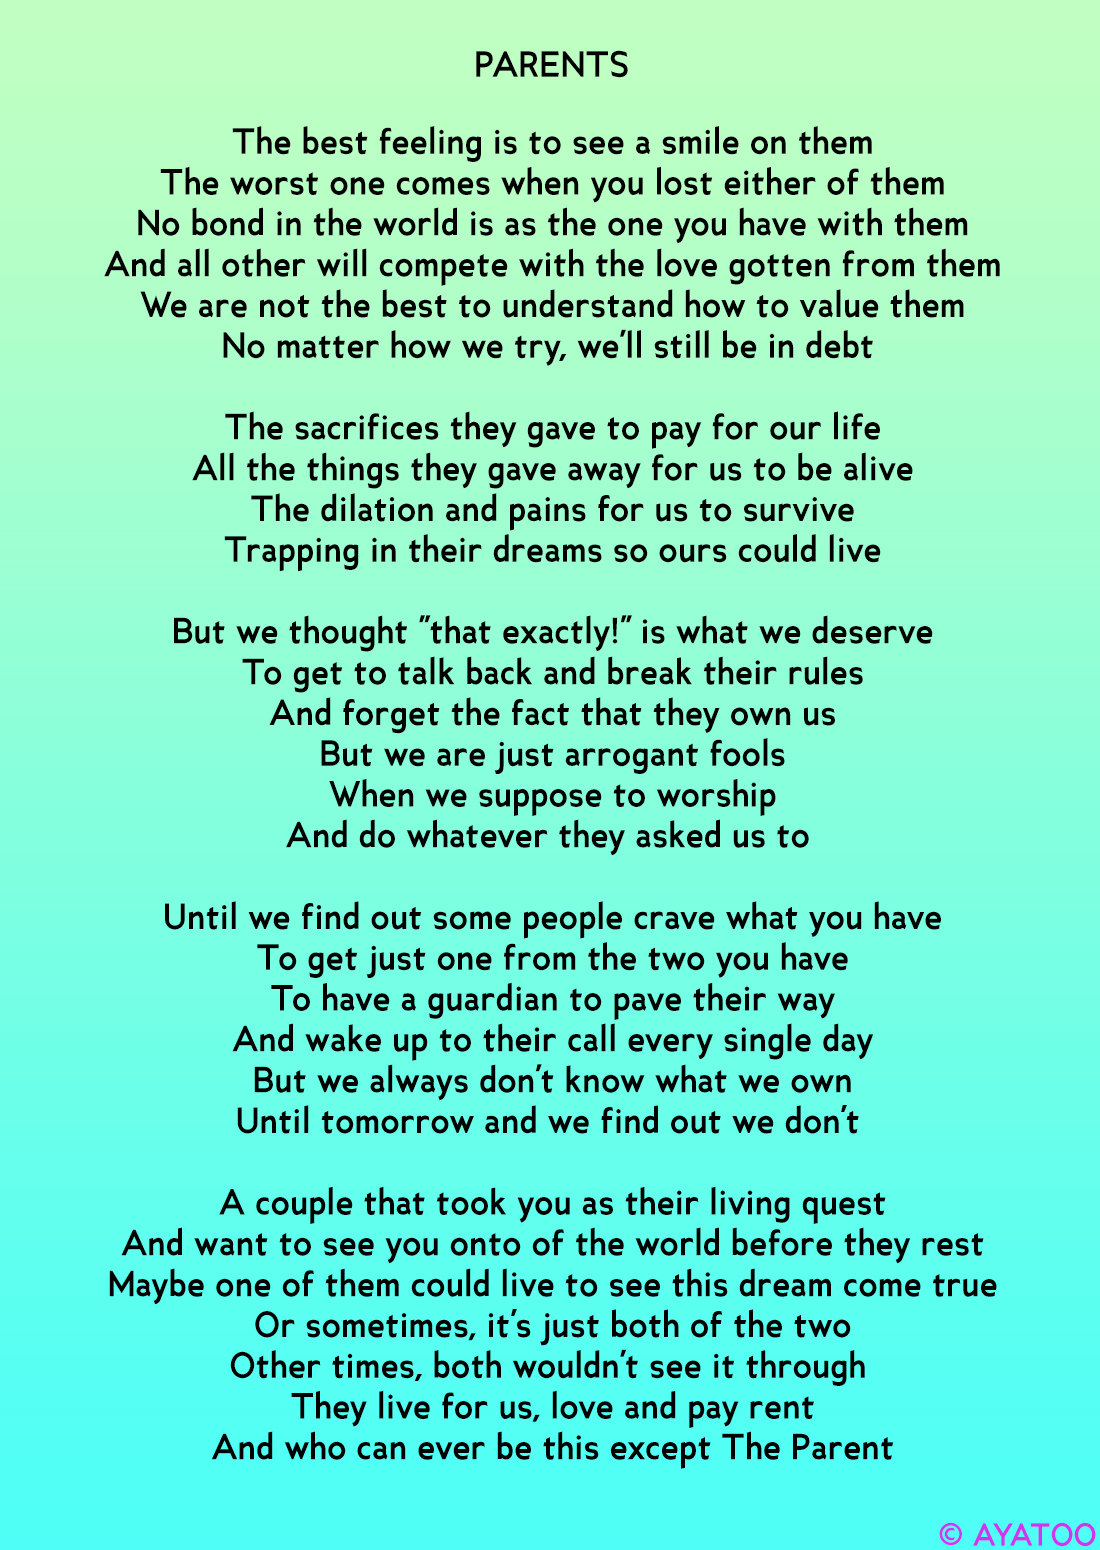 PARENTS
The best feeling is to see a smile on them
The worst one comes when you lost either of them
No bond in the world is as the one you have with them
And all other will compete with the love gotten from them
We are not the best to understand how to value them
No matter how we try, we'll still be in debt
The sacrifices they gave to pay for our life
All the things they gave away for us to be alive
The dilation and pains for us to survive
Trapping in their dreams so ours could live
But we thought "that exactly!" is what we deserve
To get to talk back and break their rules
And forget the fact that they own us
But we are just arrogant fools
When we suppose to worship
And do whatever they asked us to
Until we find out some people crave what you have
To get just one from the two you have
To have a guardian to pave their way
And wake up to their call every single day
But we always don't know what we own
Until tomorrow and we find out we don't
A couple that took you as their living quest
And want to see you onto of the world before they rest
Maybe one of them could live to see this dream come true
Or sometimes, it's just both of the two
Other times, both wouldn't see it through
They live for us, love and pay rent
And who can ever be this except The Parent
© AYATOO